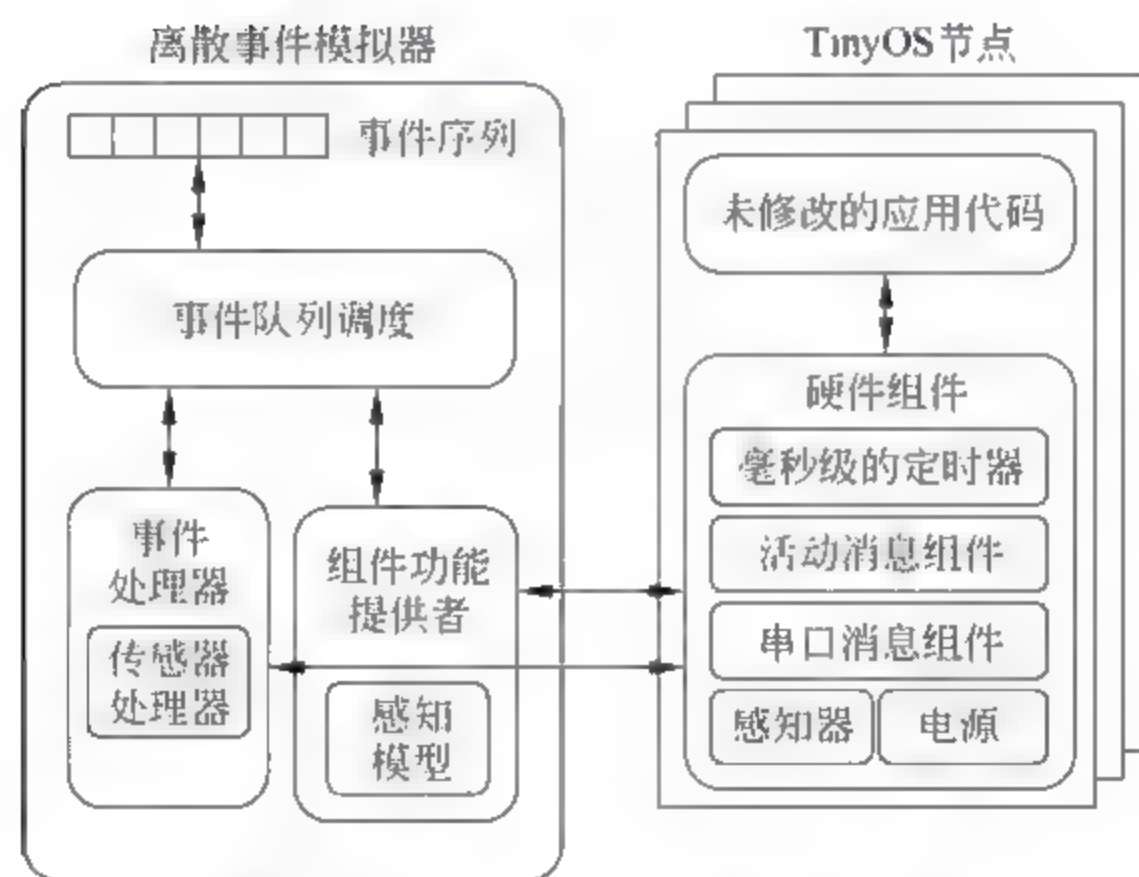 离散事件模拟器
事件序列
事件队列调度
事件
处理器
传感器
处理器
组件功能
提供者
感知
模型
TinyOS节点
未修改的应用代码
硬件组件
毫秒级的定时器
活动消息组件
串口消息组件
感知器
电源